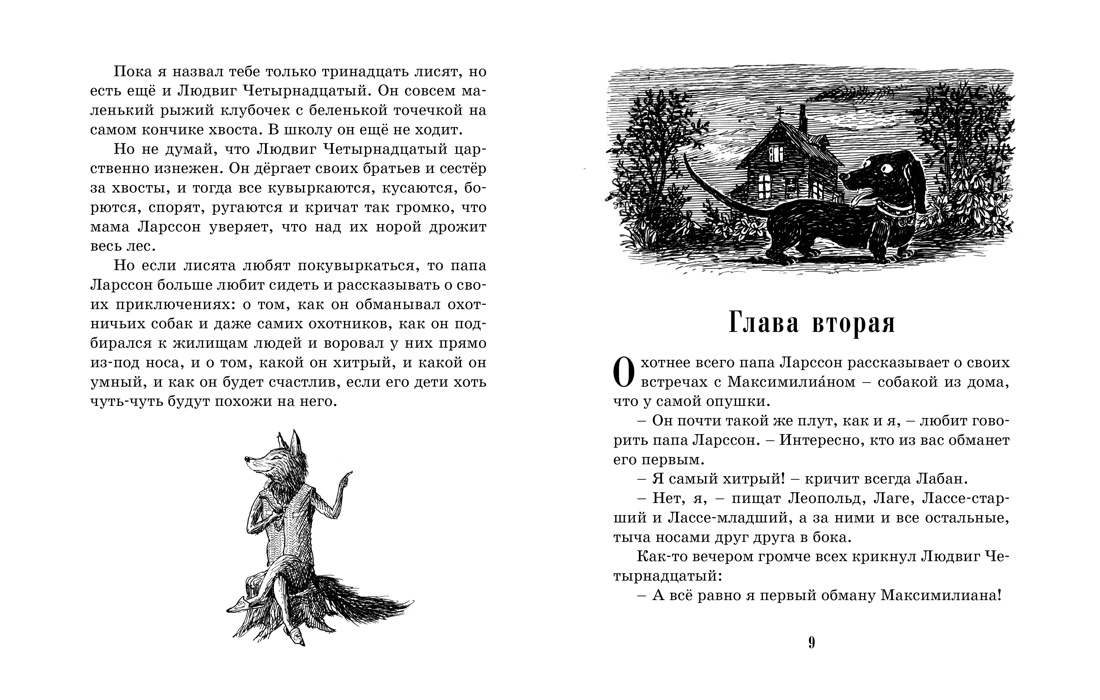 Пока я назвал тебе только тринадцать лисят, но
есть ещё и Людвиг Четырнадцатый. Он совсем ма-
ленький рыжий клубочек с беленькой точечкой на
самом кончике хвоста. В школу он ещё не ходит.
Но не думай, что Людвиг Четырнадцатый цар-
ственно изнежен. Он дёргает своих братьев и сестёр
за хвосты, и тогда все кувыркаются, кусаются, бо-
рются, спорят, ругаются и кричат так громко, что
мама Ларссон уверяет, что над их норой дрожит
весь лес.
Но если лисята любят покувыркаться, то папа
Ларссон больше любит сидеть и рассказывать о сво-
их приключениях: о том, как он обманывал охот-
ничьих собак и даже самих охотников, как он под-
бирался к жилищам людей и воровал у них прямо
из-под носа, и о том, какой он хитрый, и какой он
умный, и как он будет счастлив, если его дети хоть
чуть-чуть будут похожи на него.
Глава вторая
Охотнее всего папа Ларссон рассказывает о своих
встречах с Максимилиа́ном – собакой из дома,
что у самой опушки.
– Он почти такой же плут, как и я, – любит гово-
рить папа Ларссон. – Интересно, кто из вас обманет
его первым.
– Я самый хитрый! – кричит всегда Лабан.
– Нет, я, – пищат Леопольд, Лаге, Лассе-стар-
ший и Лассе-младший, а за ними и все остальные,
тыча носами друг друга в бока.
Как-то вечером громче всех крикнул Людвиг Че-
тырнадцатый:
– А всё равно я первый обману Максимилиана!
9